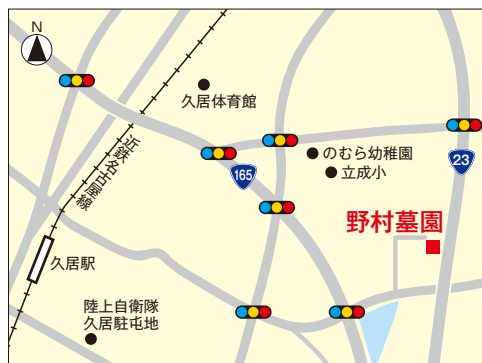 N
久居体育館
近鉄名古屋線
のむら幼稚園
立成小
165
23
野村墓園
久居駅
陸上自衛隊
久居駐屯地